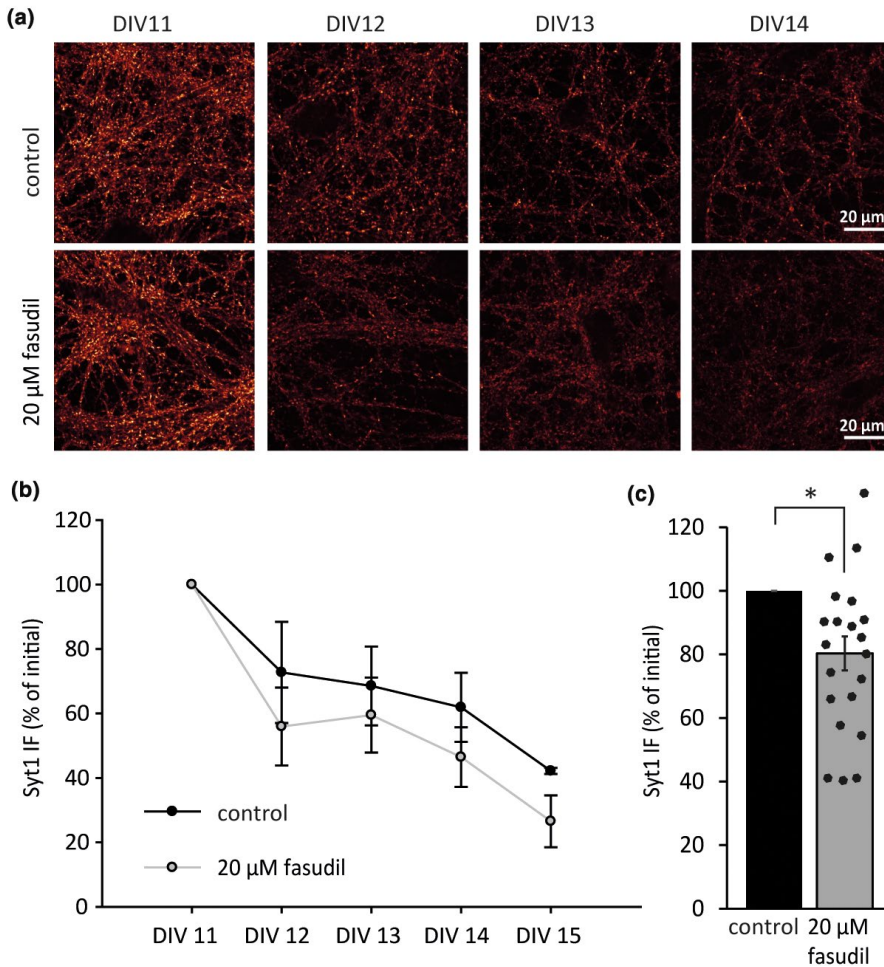 (a)
DIV11 DIV12 DIV13 DIV14
control
20 µm
20 µM fasudil
20 µm
(b)
Syt1 IF (% of initial)
120
100
80
60
40
20
0
control
20 µM fasudil
DIV 11 DIV 12 DIV 13 DIV 14 DIV 15
(c)
*
Syt1 IF (% of initial)
120
100
80
60
40
20
0
control 20 µM
fasudil